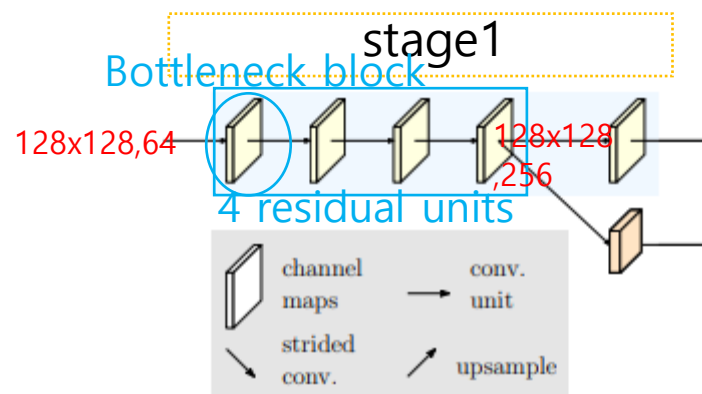 stage1
Bottleneck block
128x128,64
128x128
,256
4 residual units
channel
maps
conv.
unit
strided
conv.
upsample